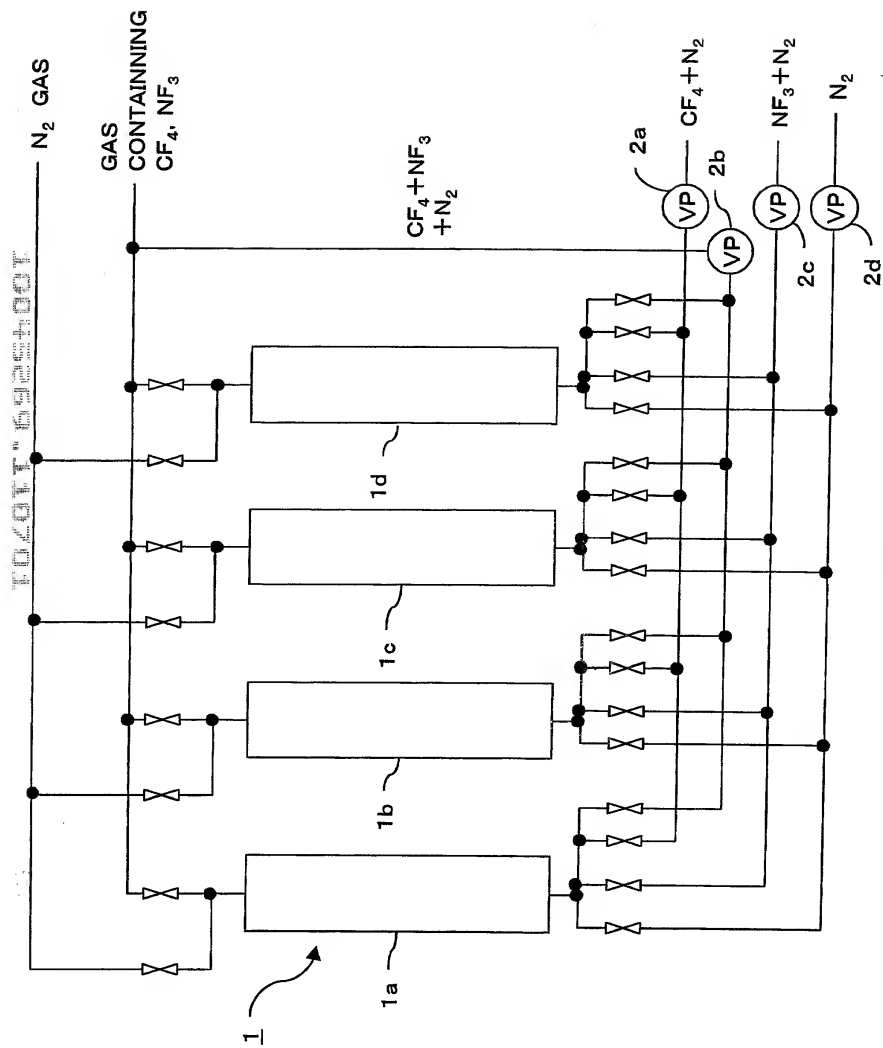 N₂ GAS
GAS
CONTAINNING
CF₄, NF₃
CF₄+NF₃
+N₂
CF₄+N₂
NF₃+N₂
N₂
2a
2b
2c
2d
VP
VP
VP
VP
1d
1c
1b
1a
1